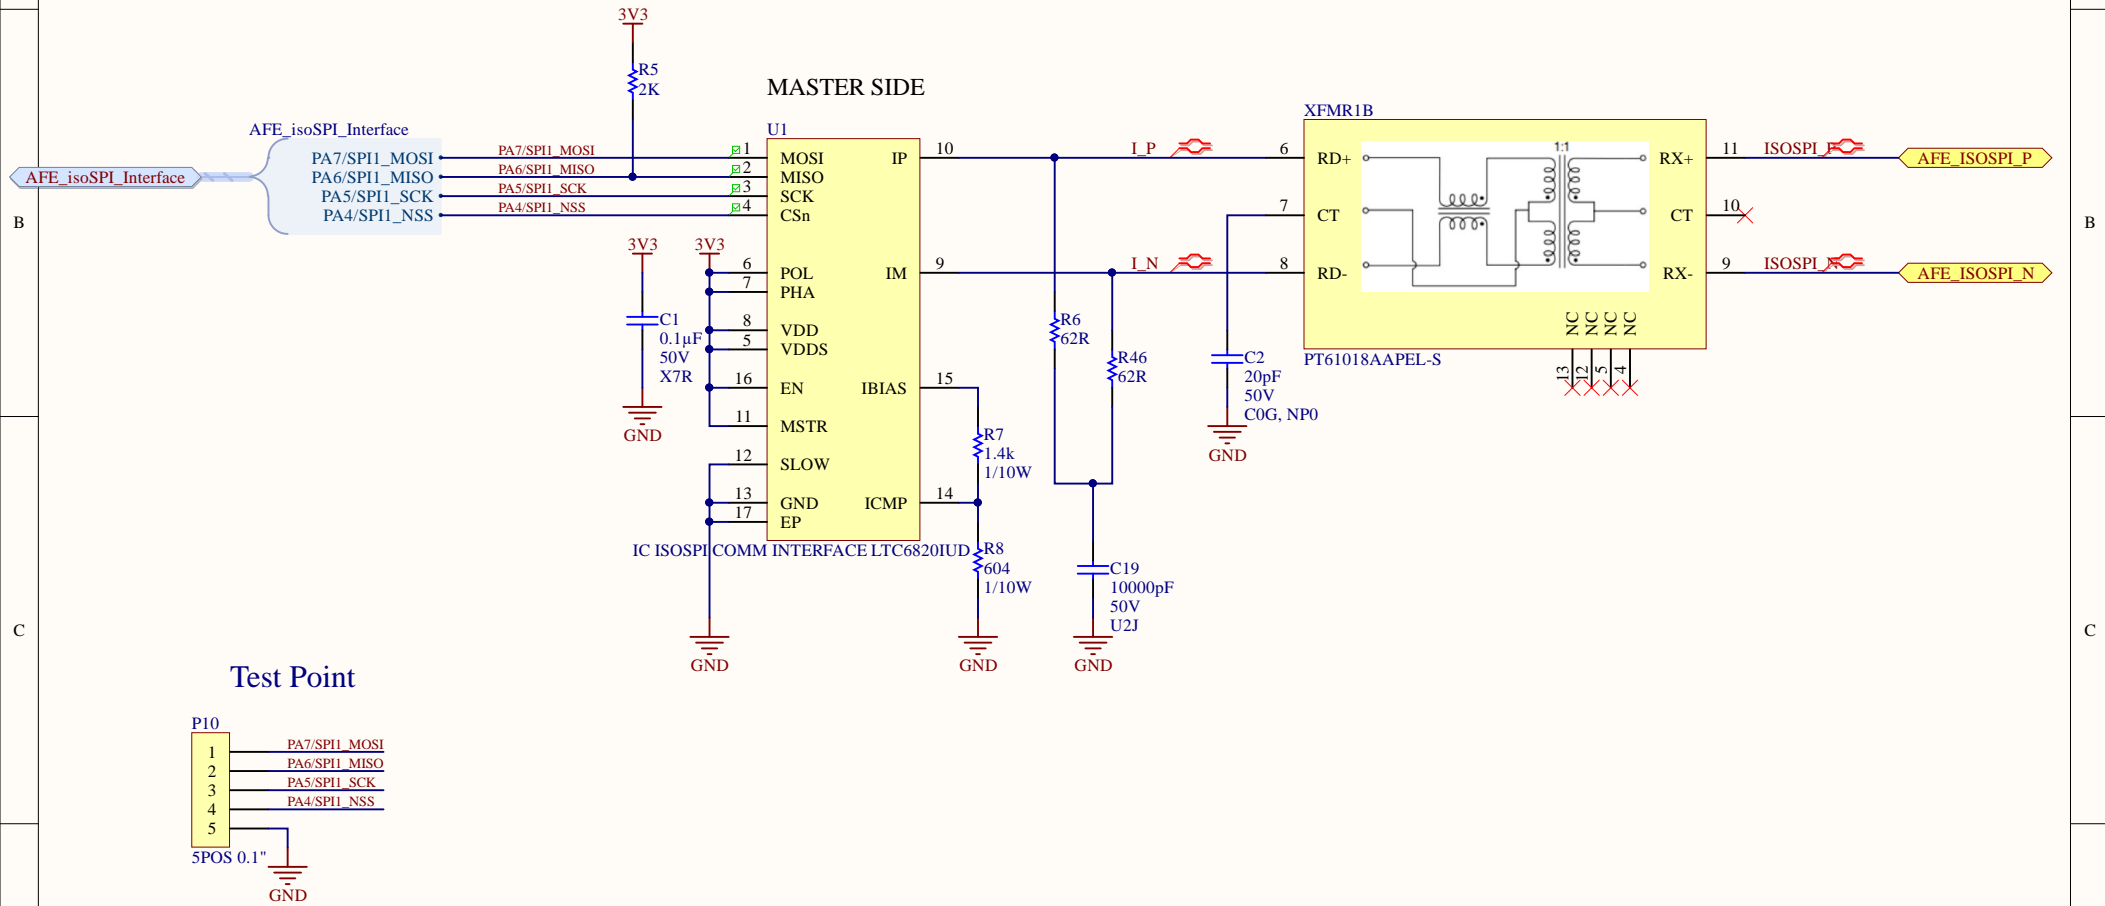 3V3
R5
2K
MASTER SIDE
AFE_isoSPI_Interface
AFE_isoSPI_Interface
PA7/SPI1_MOSI
PA6/SPI1_MISO
PA5/SPI1_SCK
PA4/SPI1_NSS
PA7/SPI1_MOSI
PA6/SPI1_MISO
PA5/SPI1_SCK
PA4/SPI1_NSS
U1
1 MOSI
2 MISO
3 SCK
4 CSn
6 POL
7 PHA
8 VDD
5 VDDS
16 EN
11 MSTR
12 SLOW
13 GND
17 EP
IP 10
IM 9
IBIAS 15
ICMP 14
IC ISOSPI COMM INTERFACE LTC6820IUD
3V3
3V3
C1
0.1µF
50V
X7R
GND
GND
R7
1.4k
1/10W
R8
604
1/10W
GND
I_P
I_N
R6
62R
R46
62R
C19
10000pF
50V
U2J
GND
C2
20pF
50V
C0G, NP0
GND
XFMR1B
6 RD+
7 CT
8 RD-
1:1
RX+ 11
CT 10
RX- 9
NC NC NC NC
13 12 5 4
PT61018AAPEL-S
ISOSPI_P
AFE_ISOSPI_P
ISOSPI_N
AFE_ISOSPI_N
B
B
C
C
Test Point
P10
1 PA7/SPI1_MOSI
2 PA6/SPI1_MISO
3 PA5/SPI1_SCK
4 PA4/SPI1_NSS
5
5POS 0.1"
GND